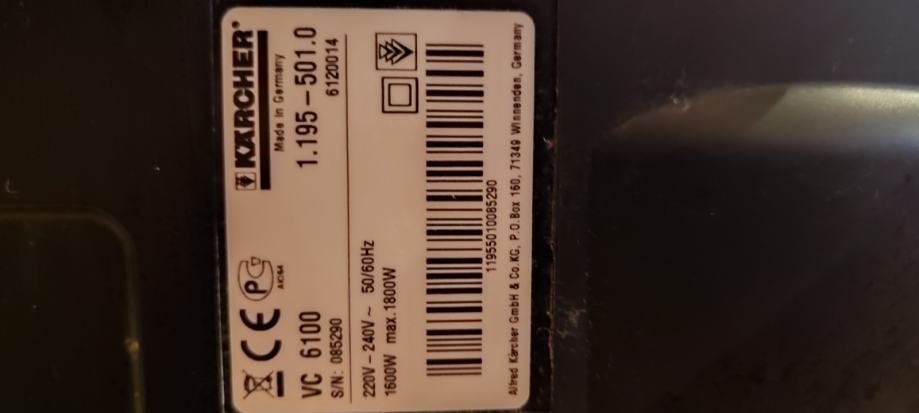 KÄRCHER®
Made in Germany
VC 6100
1.195-501.0
S/N: 085290
6120014
220V – 240V ~ 50/60Hz
1600W max. 1800W
11955010085290
Alfred Kärcher GmbH & Co. KG, P.O. Box 160, 71349 Winnenden, Germany